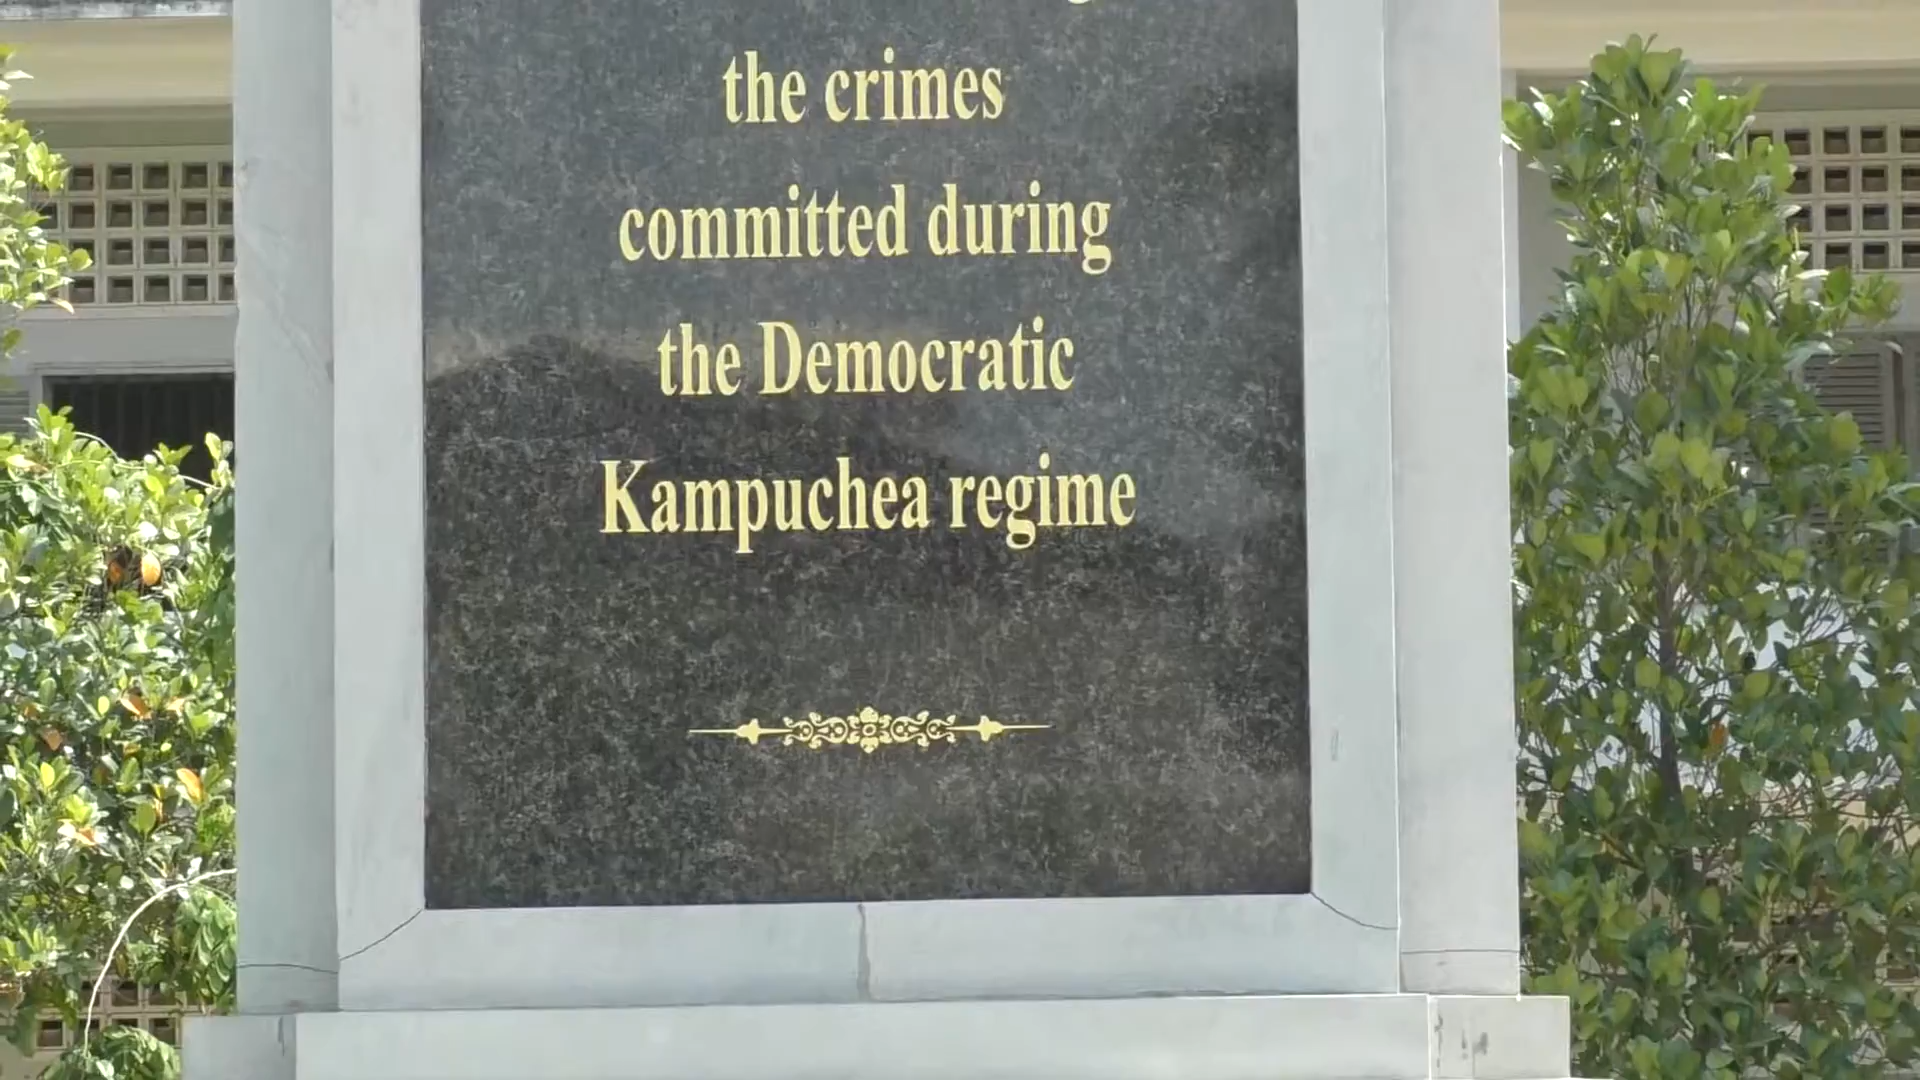 the crimes
committed during
the Democratic
Kampuchea regime